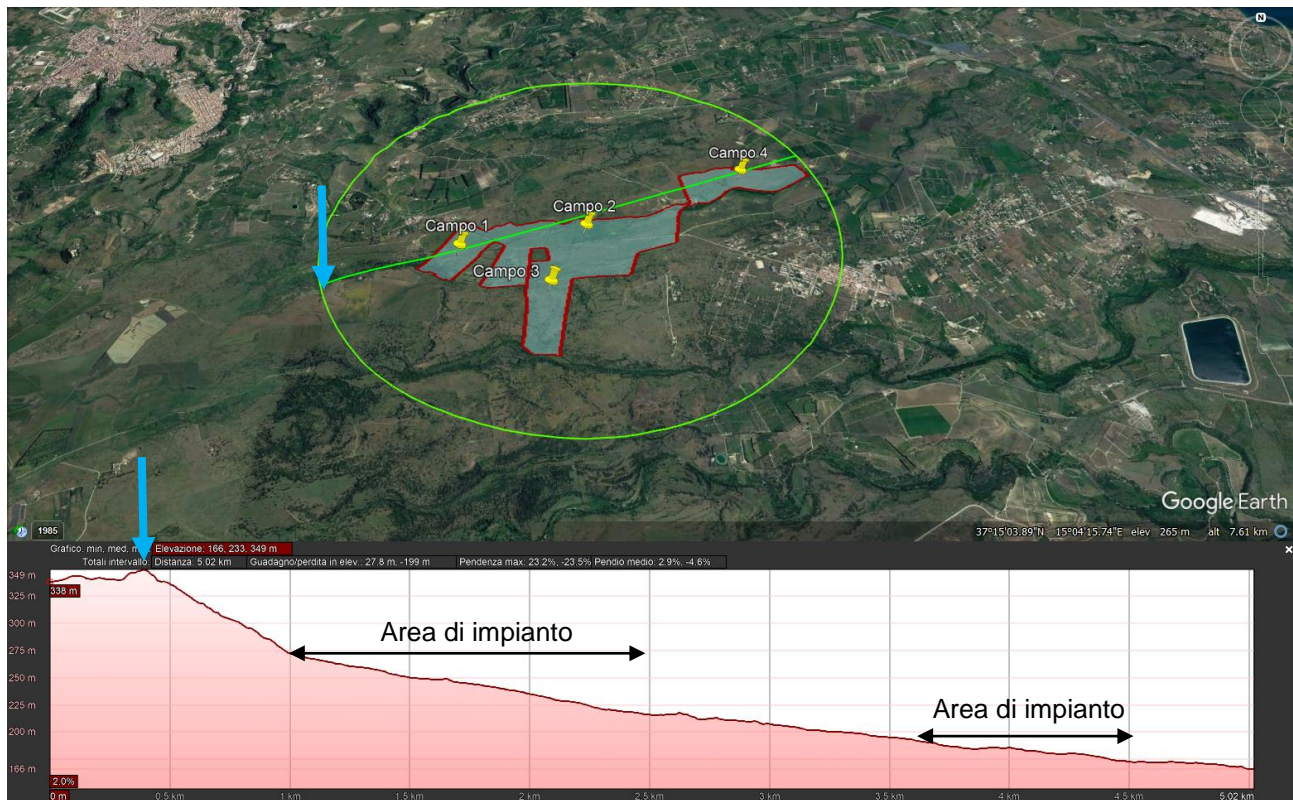 N
Campo 4
Campo 2
Campo 1
Campo 3
Google Earth
1985
37°15'03.89"N 15°04'15.74"E elev 265 m alt 7.61 km
Grafico: min, med, m Elevazione: 166, 233, 349 m
Totali intervallo: Distanza: 5.02 km Guadagno/perdita in elev.: 27.8 m, -199 m Pendenza max: 23.2%, -23.5% Pendio medio: 2.9%, -4.6%
349 m
338 m
325 m
300 m
275 m
250 m
225 m
200 m
166 m
Area di impianto
Area di impianto
2.0%
0 m 0.5 km 1 km 1.5 km 2 km 2.5 km 3 km 3.5 km 4 km 4.5 km 5.02 km